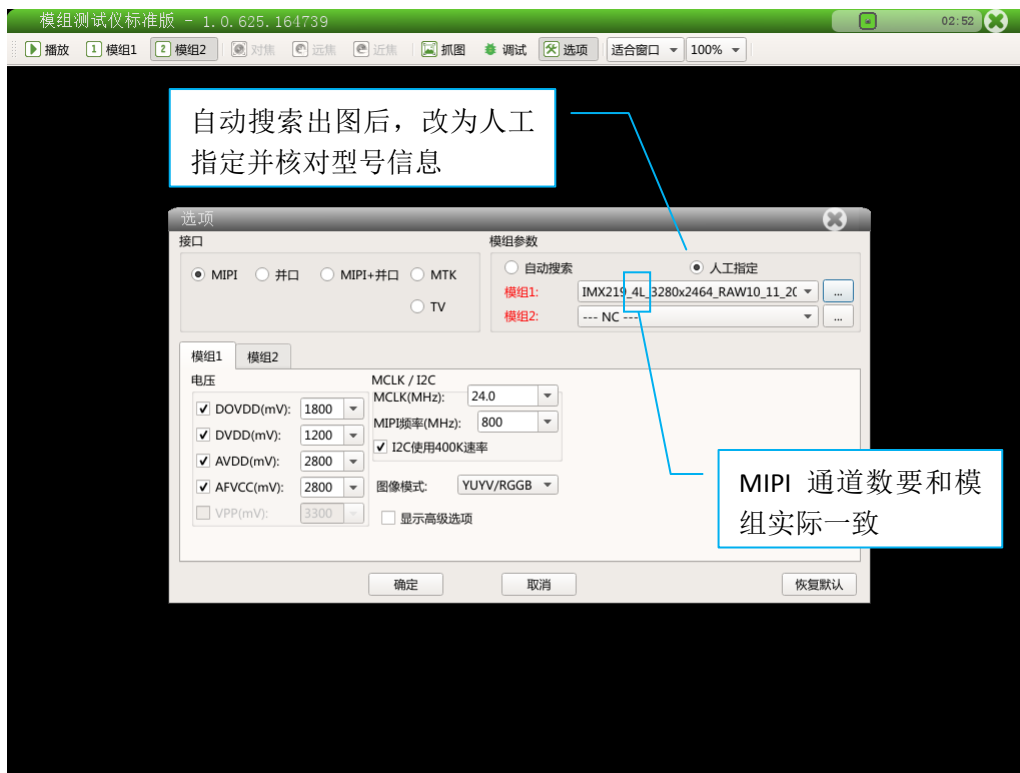 模组测试仪标准版 - 1.0.625.164739 02:52
播放 1 模组1 2 模组2 对焦 远焦 近焦 抓图 调试 选项 适合窗口 100%
自动搜索出图后，改为人工
指定并核对型号信息
选项
接口
MIPI 并口 MIPI+并口 MTK
TV
模组参数
自动搜索 人工指定
模组1: IMX219_4L_3280x2464_RAW10_11_2( ...
模组2: --- NC --- ...
模组1 模组2
电压
DOVDD(mV): 1800
DVDD(mV): 1200
AVDD(mV): 2800
AFVCC(mV): 2800
VPP(mV): 3300
MCLK / I2C
MCLK(MHz): 24.0
MIPI频率(MHz): 800
I2C使用400K速率
图像模式: YUYV/RGGB
显示高级选项
MIPI 通道数要和模
组实际一致
确定 取消 恢复默认